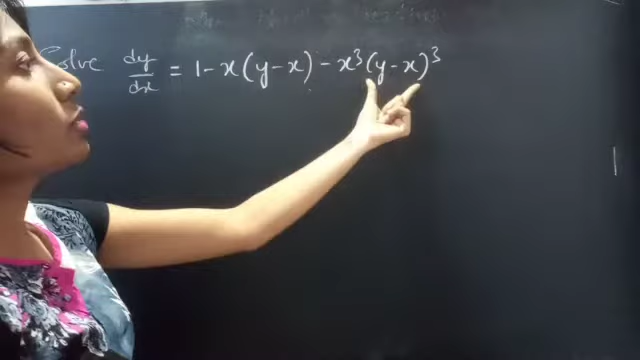 Solve dy/dx = 1 - x(y-x) - x³(y-x)³